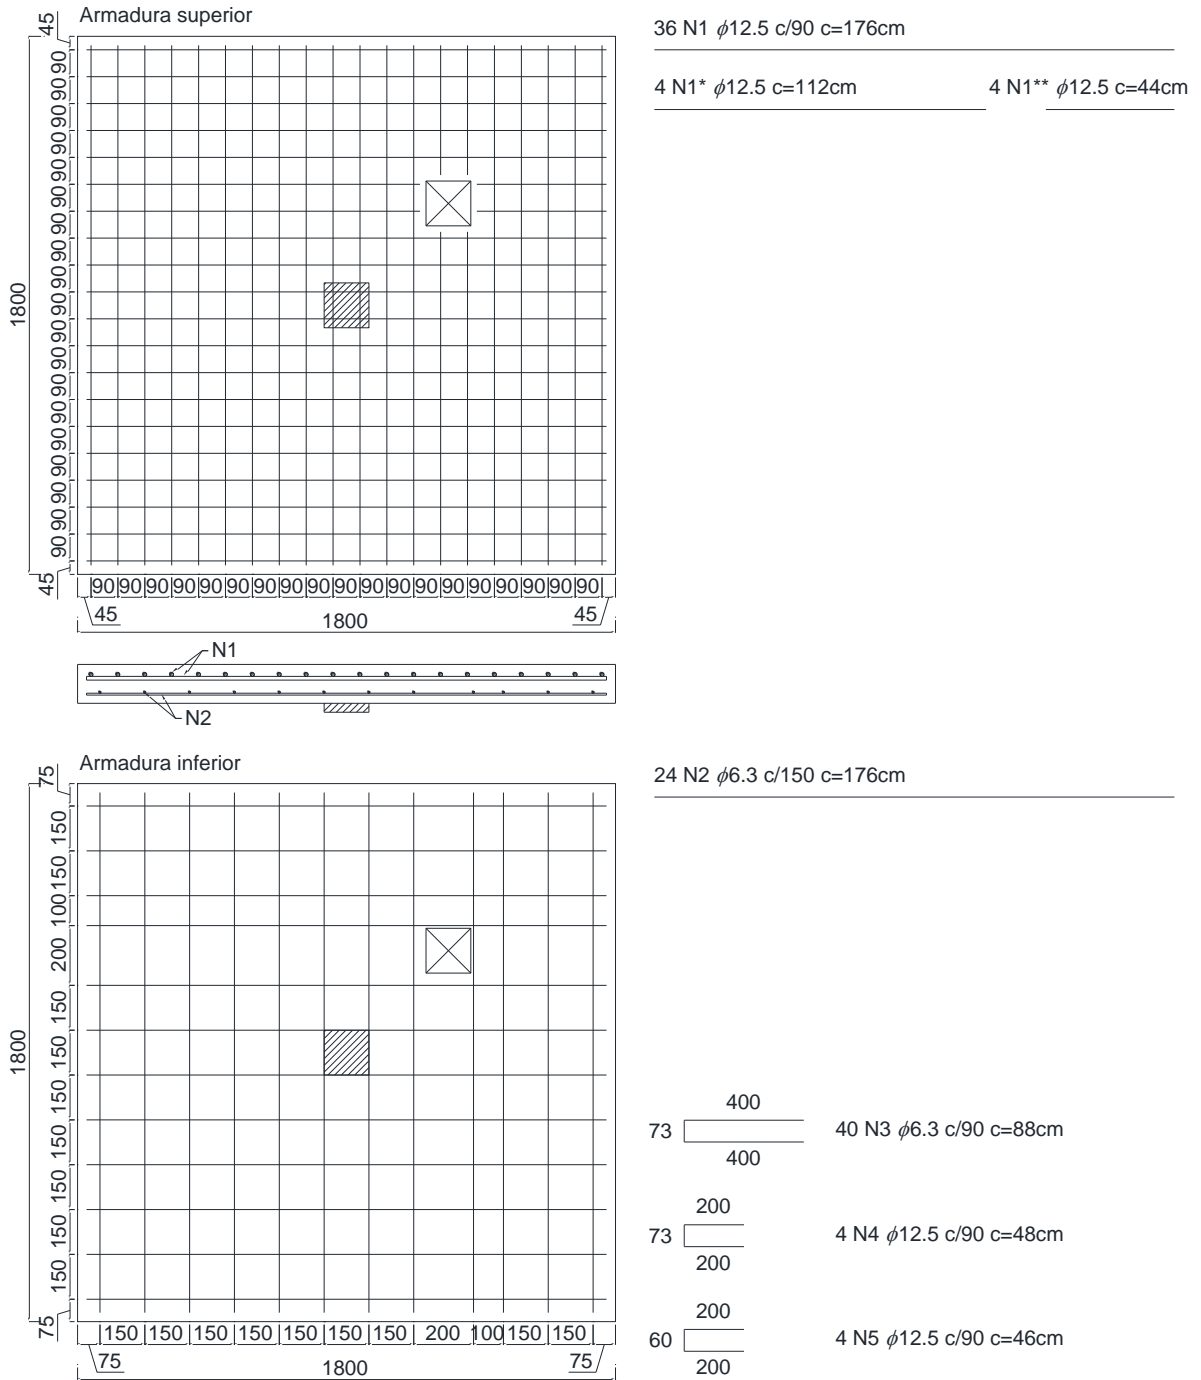 Armadura superior
45
90 90 90 90 90 90 90 90 90 90 90 90 90 90 90 90 90 90 90
45
1800
90 90 90 90 90 90 90 90 90 90 90 90 90 90 90 90 90 90 90
45
45
1800
36 N1 ϕ12.5 c/90 c=176cm
4 N1* ϕ12.5 c=112cm
4 N1** ϕ12.5 c=44cm
N1
N2
Armadura inferior
75
150 150 100 200 150 150 150 150 150 150 150
75
1800
150 150 150 150 150 150 150 200 100 150 150
75
75
1800
24 N2 ϕ6.3 c/150 c=176cm
400
73
40 N3 ϕ6.3 c/90 c=88cm
400
200
73
4 N4 ϕ12.5 c/90 c=48cm
200
200
60
4 N5 ϕ12.5 c/90 c=46cm
200